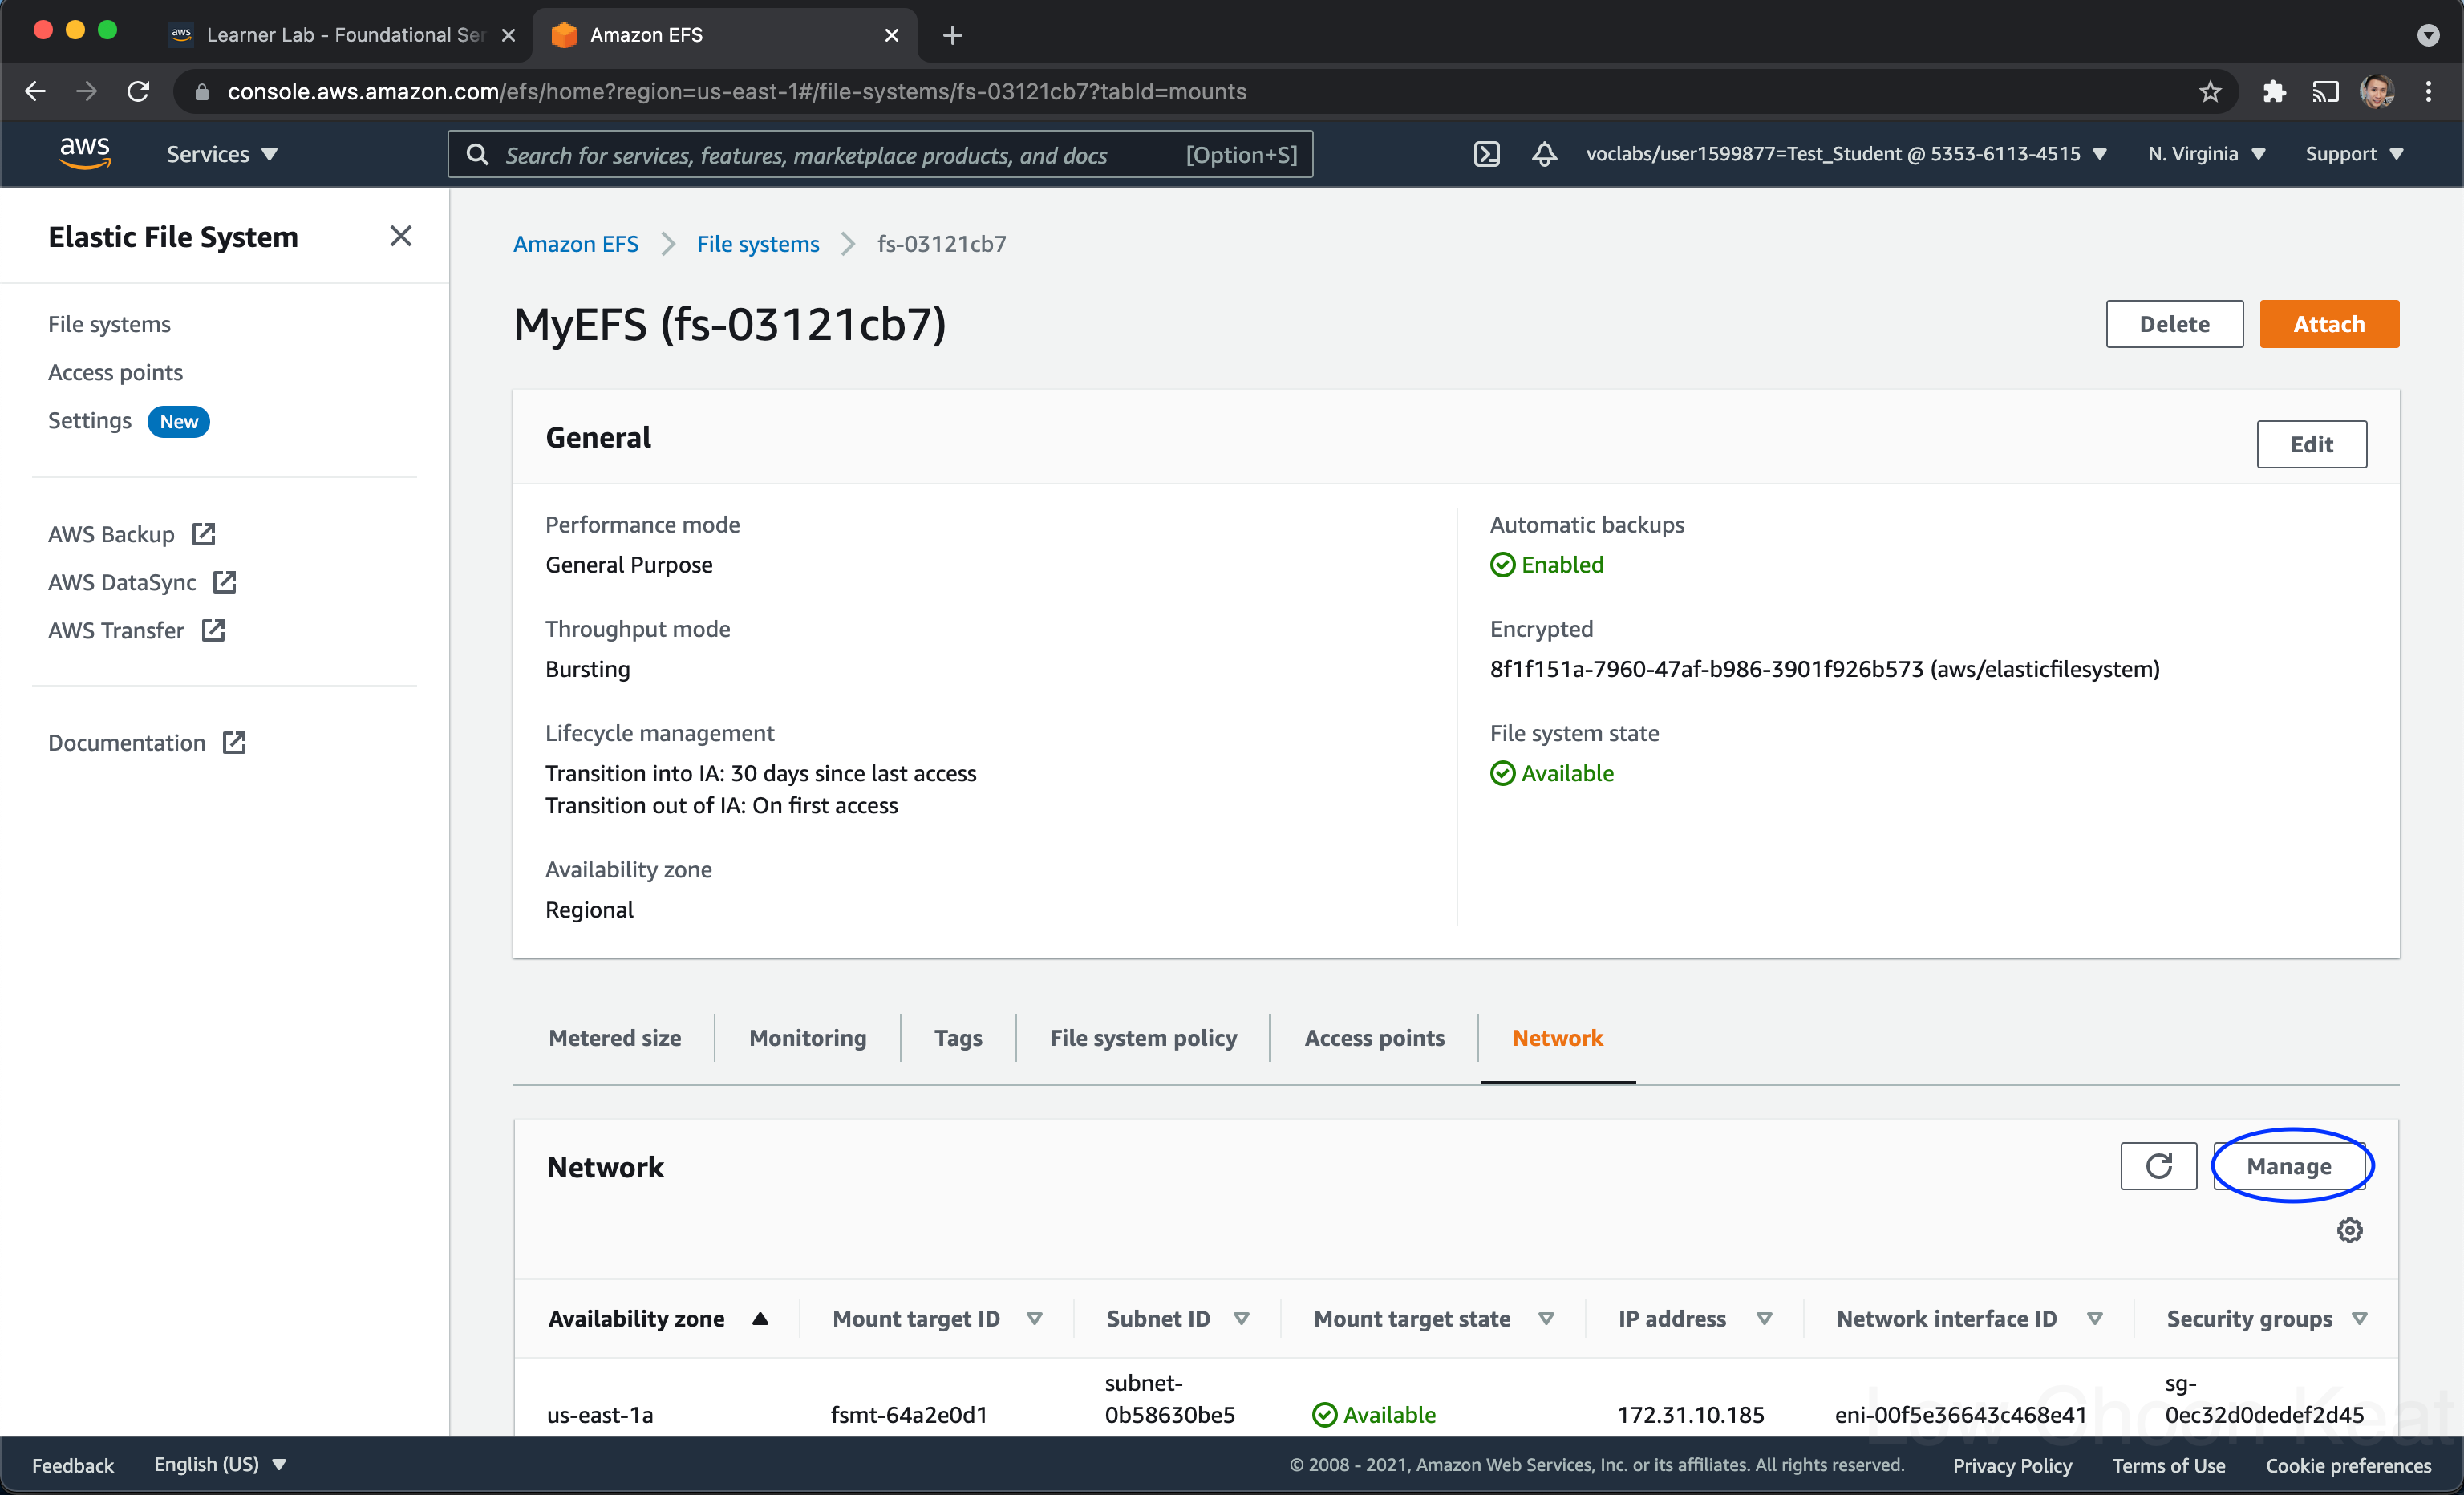 aws Learner Lab - Foundational Ser
Amazon EFS
console.aws.amazon.com/efs/home?region=us-east-1#/file-systems/fs-03121cb7?tabId=mounts
aws Services Search for services, features, marketplace products, and docs [Option+S] voclabs/user1599877=Test_Student @ 5353-6113-4515 N. Virginia Support
Elastic File System
File systems
Access points
Settings New
AWS Backup
AWS DataSync
AWS Transfer
Documentation
Amazon EFS File systems fs-03121cb7
MyEFS (fs-03121cb7)
Delete Attach
General
Edit
Performance mode
General Purpose
Throughput mode
Bursting
Lifecycle management
Transition into IA: 30 days since last access
Transition out of IA: On first access
Availability zone
Regional
Automatic backups
Enabled
Encrypted
8f1f151a-7960-47af-b986-3901f926b573 (aws/elasticfilesystem)
File system state
Available
Metered size Monitoring Tags File system policy Access points Network
Network
Manage
Availability zone Mount target ID Subnet ID Mount target state IP address Network interface ID Security groups
subnet- sg-
us-east-1a fsmt-64a2e0d1 0b58630be5 Available 172.31.10.185 eni-00f5e36643c468e41 0ec32d0dedef2d45
Low Choon Keat
Feedback English (US) © 2008 - 2021, Amazon Web Services, Inc. or its affiliates. All rights reserved. Privacy Policy Terms of Use Cookie preferences